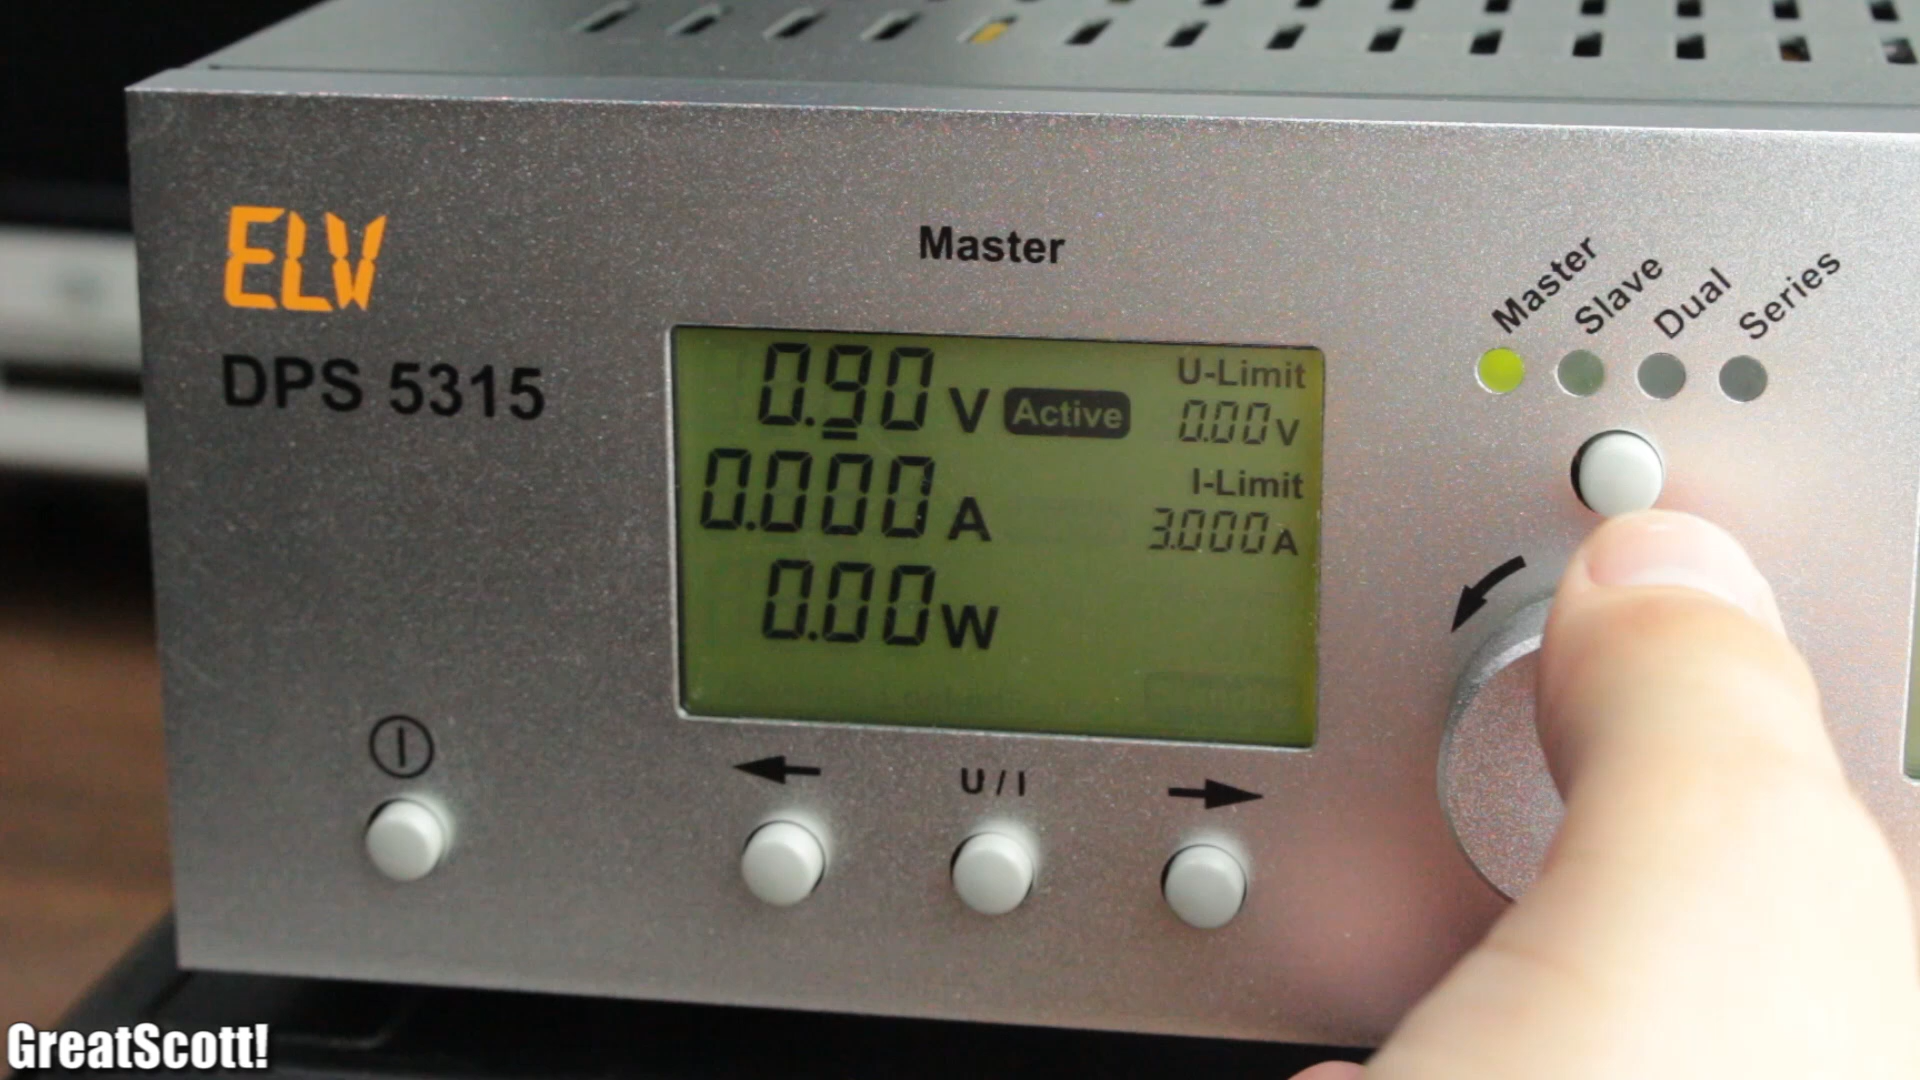 ELV
DPS 5315
Master
0.90 V Active
0.000 A
0.00 W
U-Limit
0.00 V
I-Limit
3.000 A
Master
Slave
Dual
Series
U / I
GreatScott!